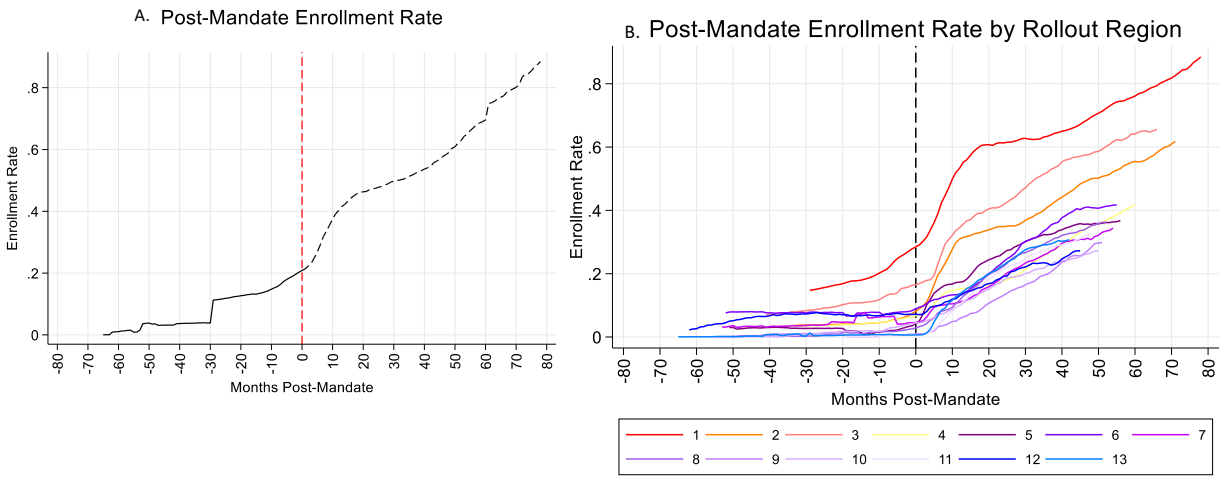 A. Post-Mandate Enrollment Rate
Enrollment Rate
.8
.6
.4
.2
0
-80 -70 -60 -50 -40 -30 -20 -10 0 10 20 30 40 50 60 70 80
Months Post-Mandate
B. Post-Mandate Enrollment Rate by Rollout Region
Enrollment Rate
.8
.6
.4
.2
0
-80 -70 -60 -50 -40 -30 -20 -10 0 10 20 30 40 50 60 70 80
Months Post-Mandate
1 2 3 4 5 6 7
8 9 10 11 12 13